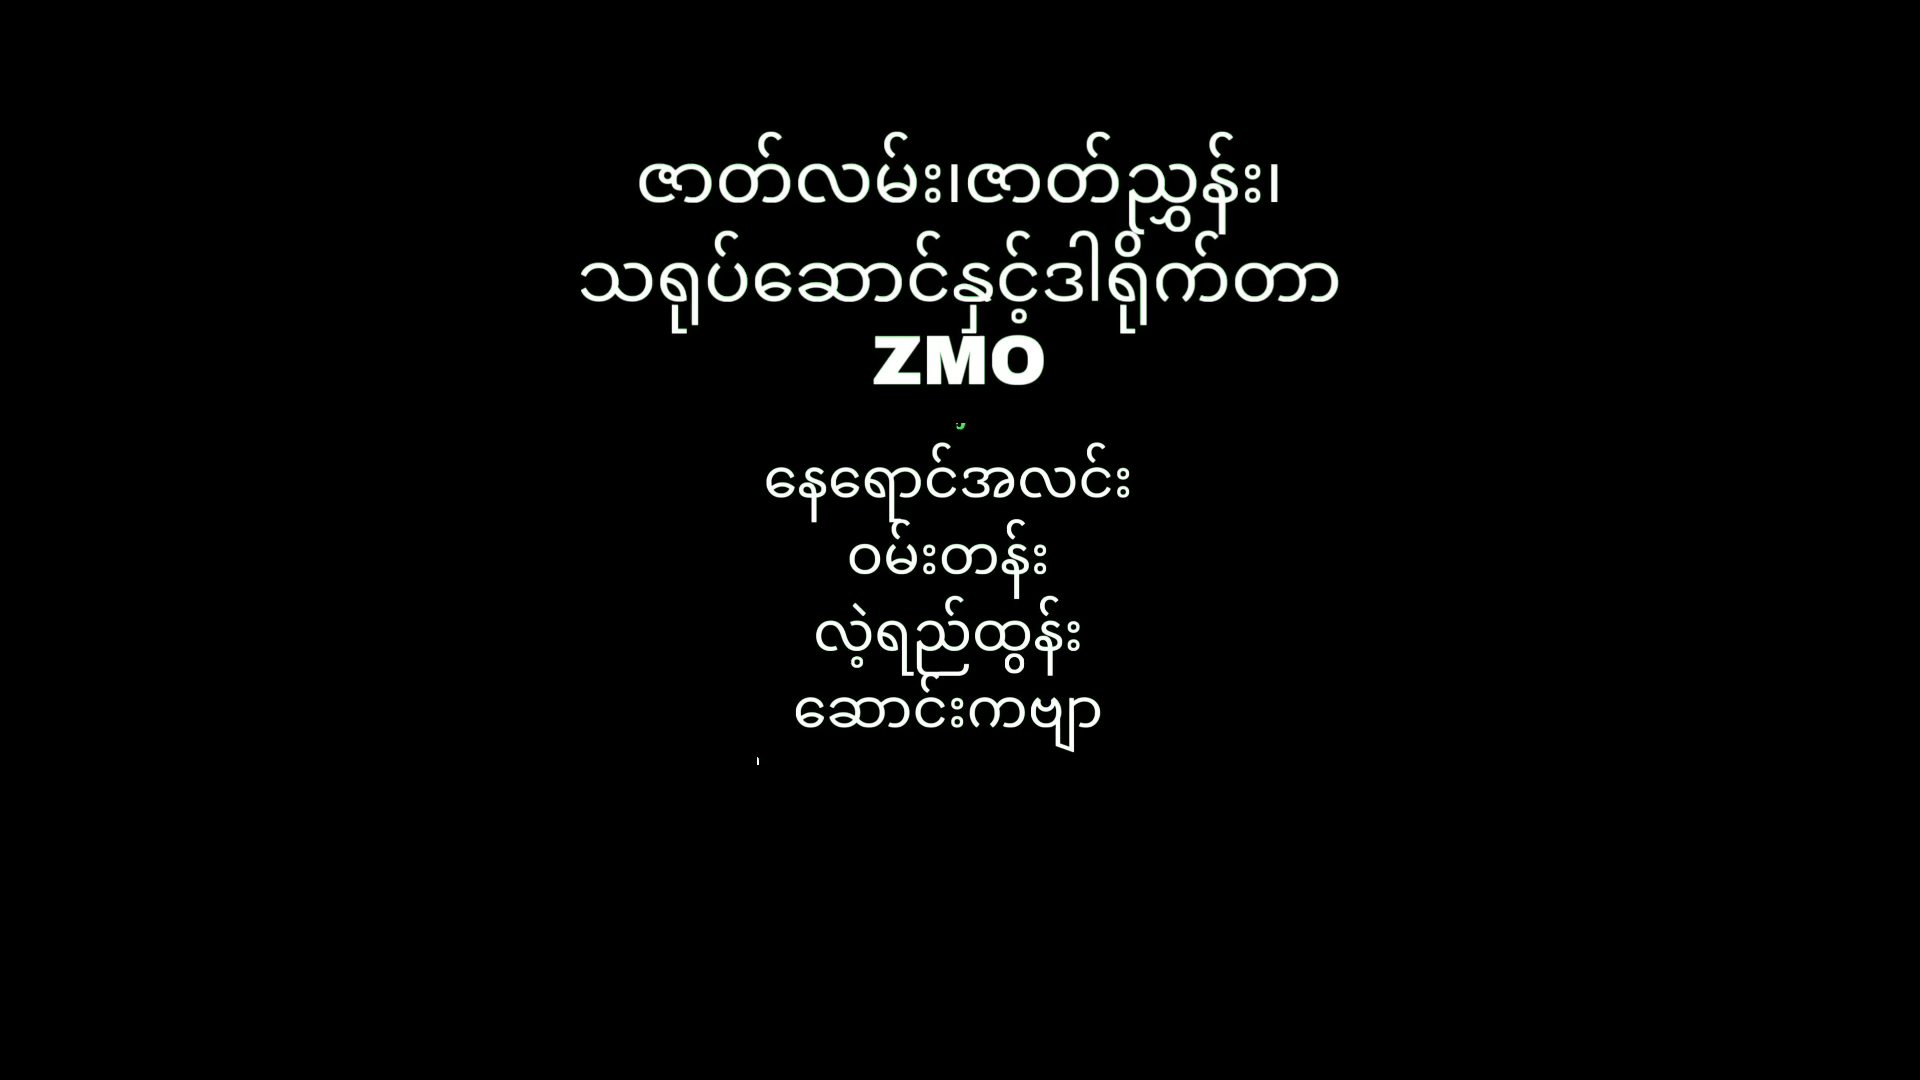 ဇာတ်လမ်း၊ဇာတ်ညွှန်း၊
သရုပ်ဆောင်နှင့်ဒါရိုက်တာ
ZMO
နေရောင်အလင်း
ဝမ်းတန်း
လဲ့ရည်ထွန်း
ဆောင်းကဗျာ